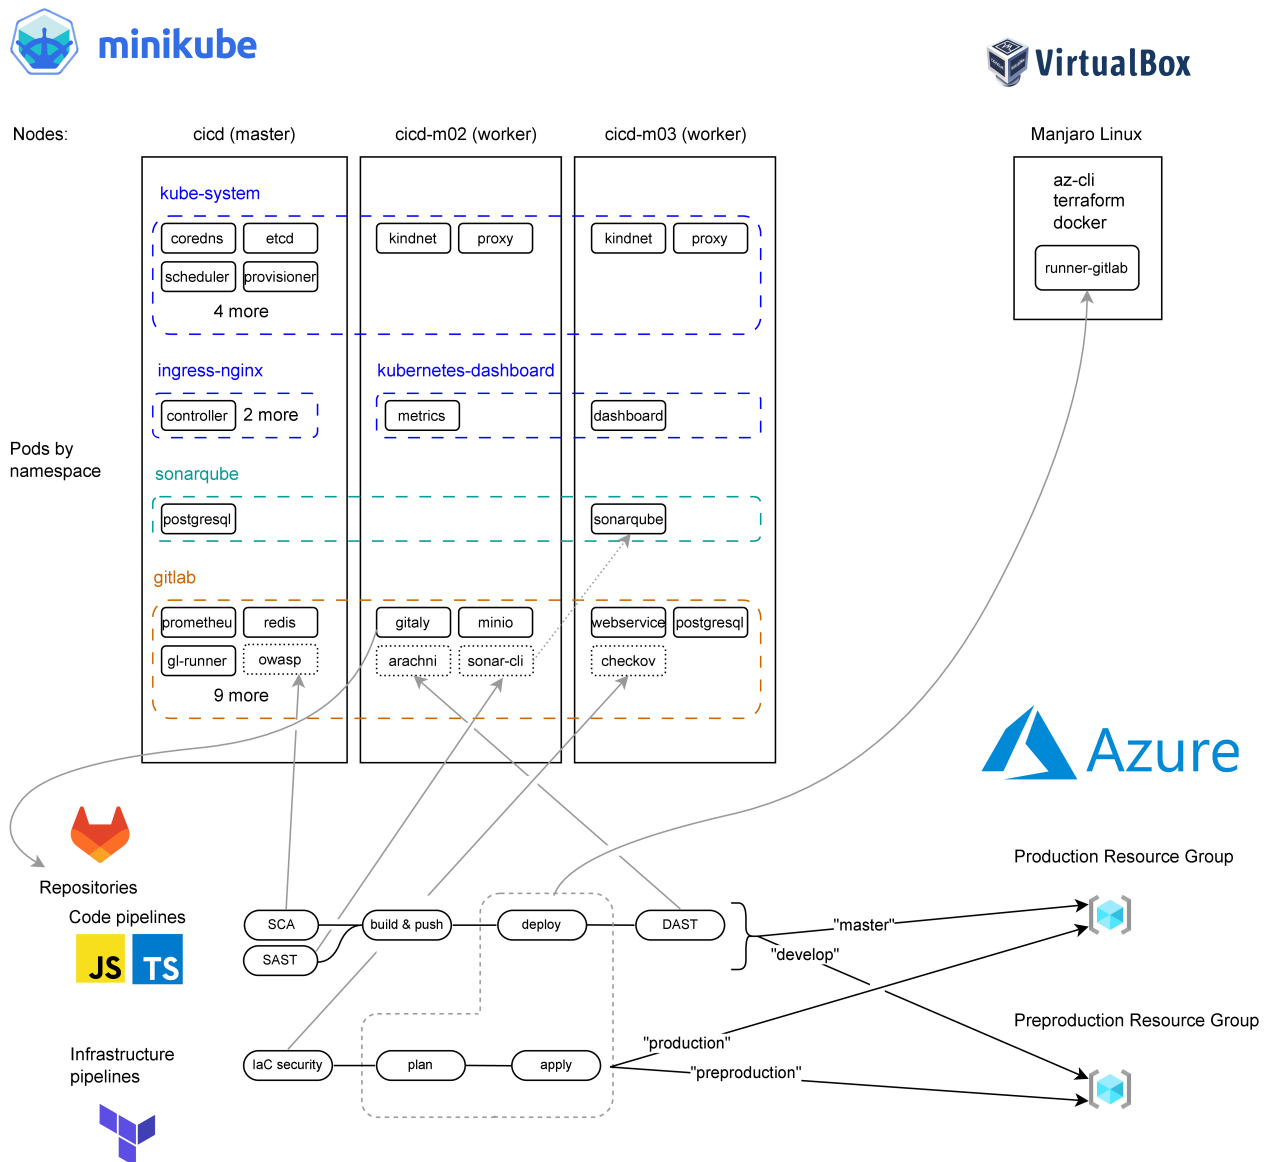 minikube
VirtualBox
Nodes:
cicd (master)
cicd-m02 (worker)
cicd-m03 (worker)
Manjaro Linux
kube-system
az-cli
terraform
docker
coredns
etcd
kindnet
proxy
kindnet
proxy
runner-gitlab
scheduler
provisioner
4 more
ingress-nginx
kubernetes-dashboard
controller
2 more
metrics
dashboard
Pods by
namespace
sonarqube
postgresql
sonarqube
gitlab
prometheu
redis
gitaly
minio
webservice
postgresql
gl-runner
owasp
arachni
sonar-cli
checkov
9 more
Azure
Production Resource Group
Repositories
Code pipelines
JS
TS
SCA
SAST
build & push
deploy
DAST
"master"
"develop"
Preproduction Resource Group
Infrastructure
pipelines
IaC security
plan
apply
"production"
"preproduction"